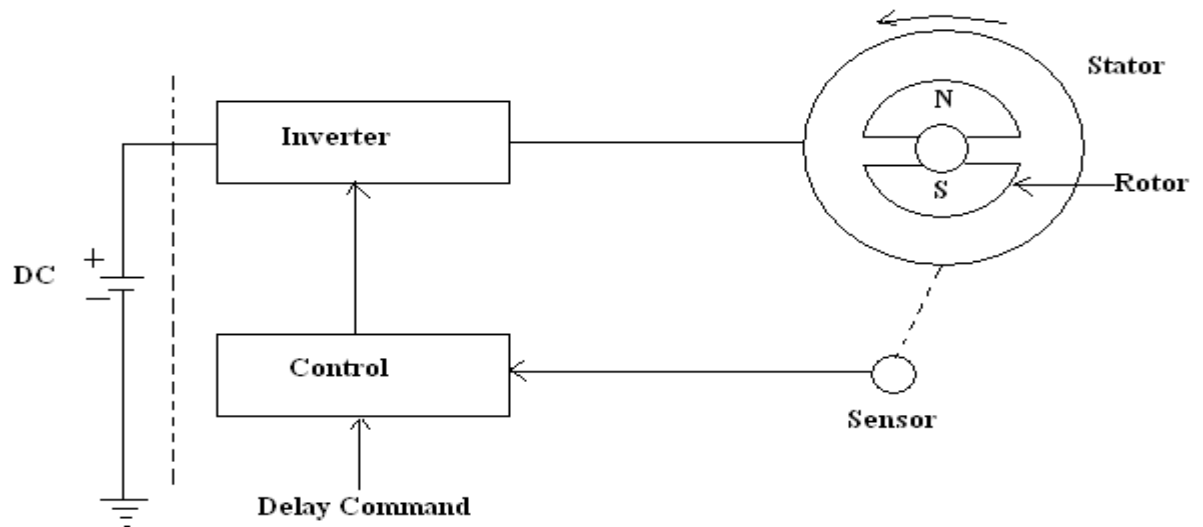 Stator
N
Inverter
S
Rotor
+
DC
−
Control
Sensor
Delay Command